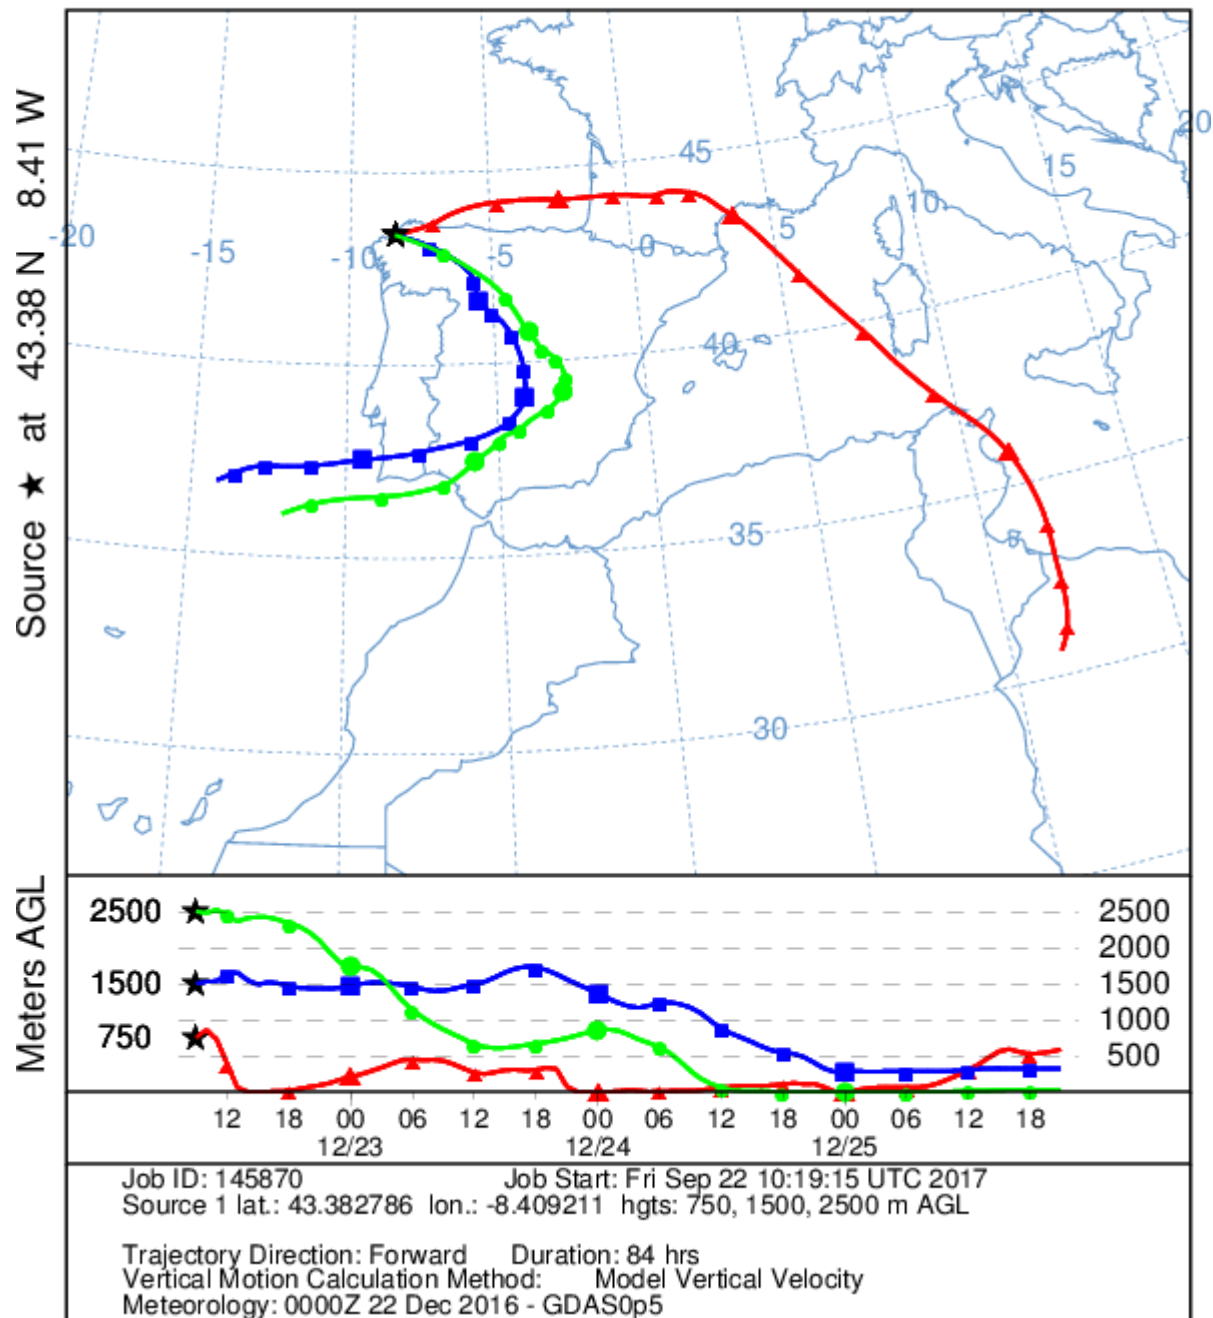 Source ★ at 43.38 N 8.41 W
45
20
15
10
5
0
-5
-10
-15
-20
40
35
30
Meters AGL
2500 2500
2000
1500 1500
1000
750
500
12 18 00 06 12 18 00 06 12 18 00 06 12 18
12/23 12/24 12/25
Job ID: 145870 Job Start: Fri Sep 22 10:19:15 UTC 2017
Source 1 lat.: 43.382786 lon.: -8.409211 hgts: 750, 1500, 2500 m AGL
Trajectory Direction: Forward Duration: 84 hrs
Vertical Motion Calculation Method: Model Vertical Velocity
Meteorology: 0000Z 22 Dec 2016 - GDAS0p5